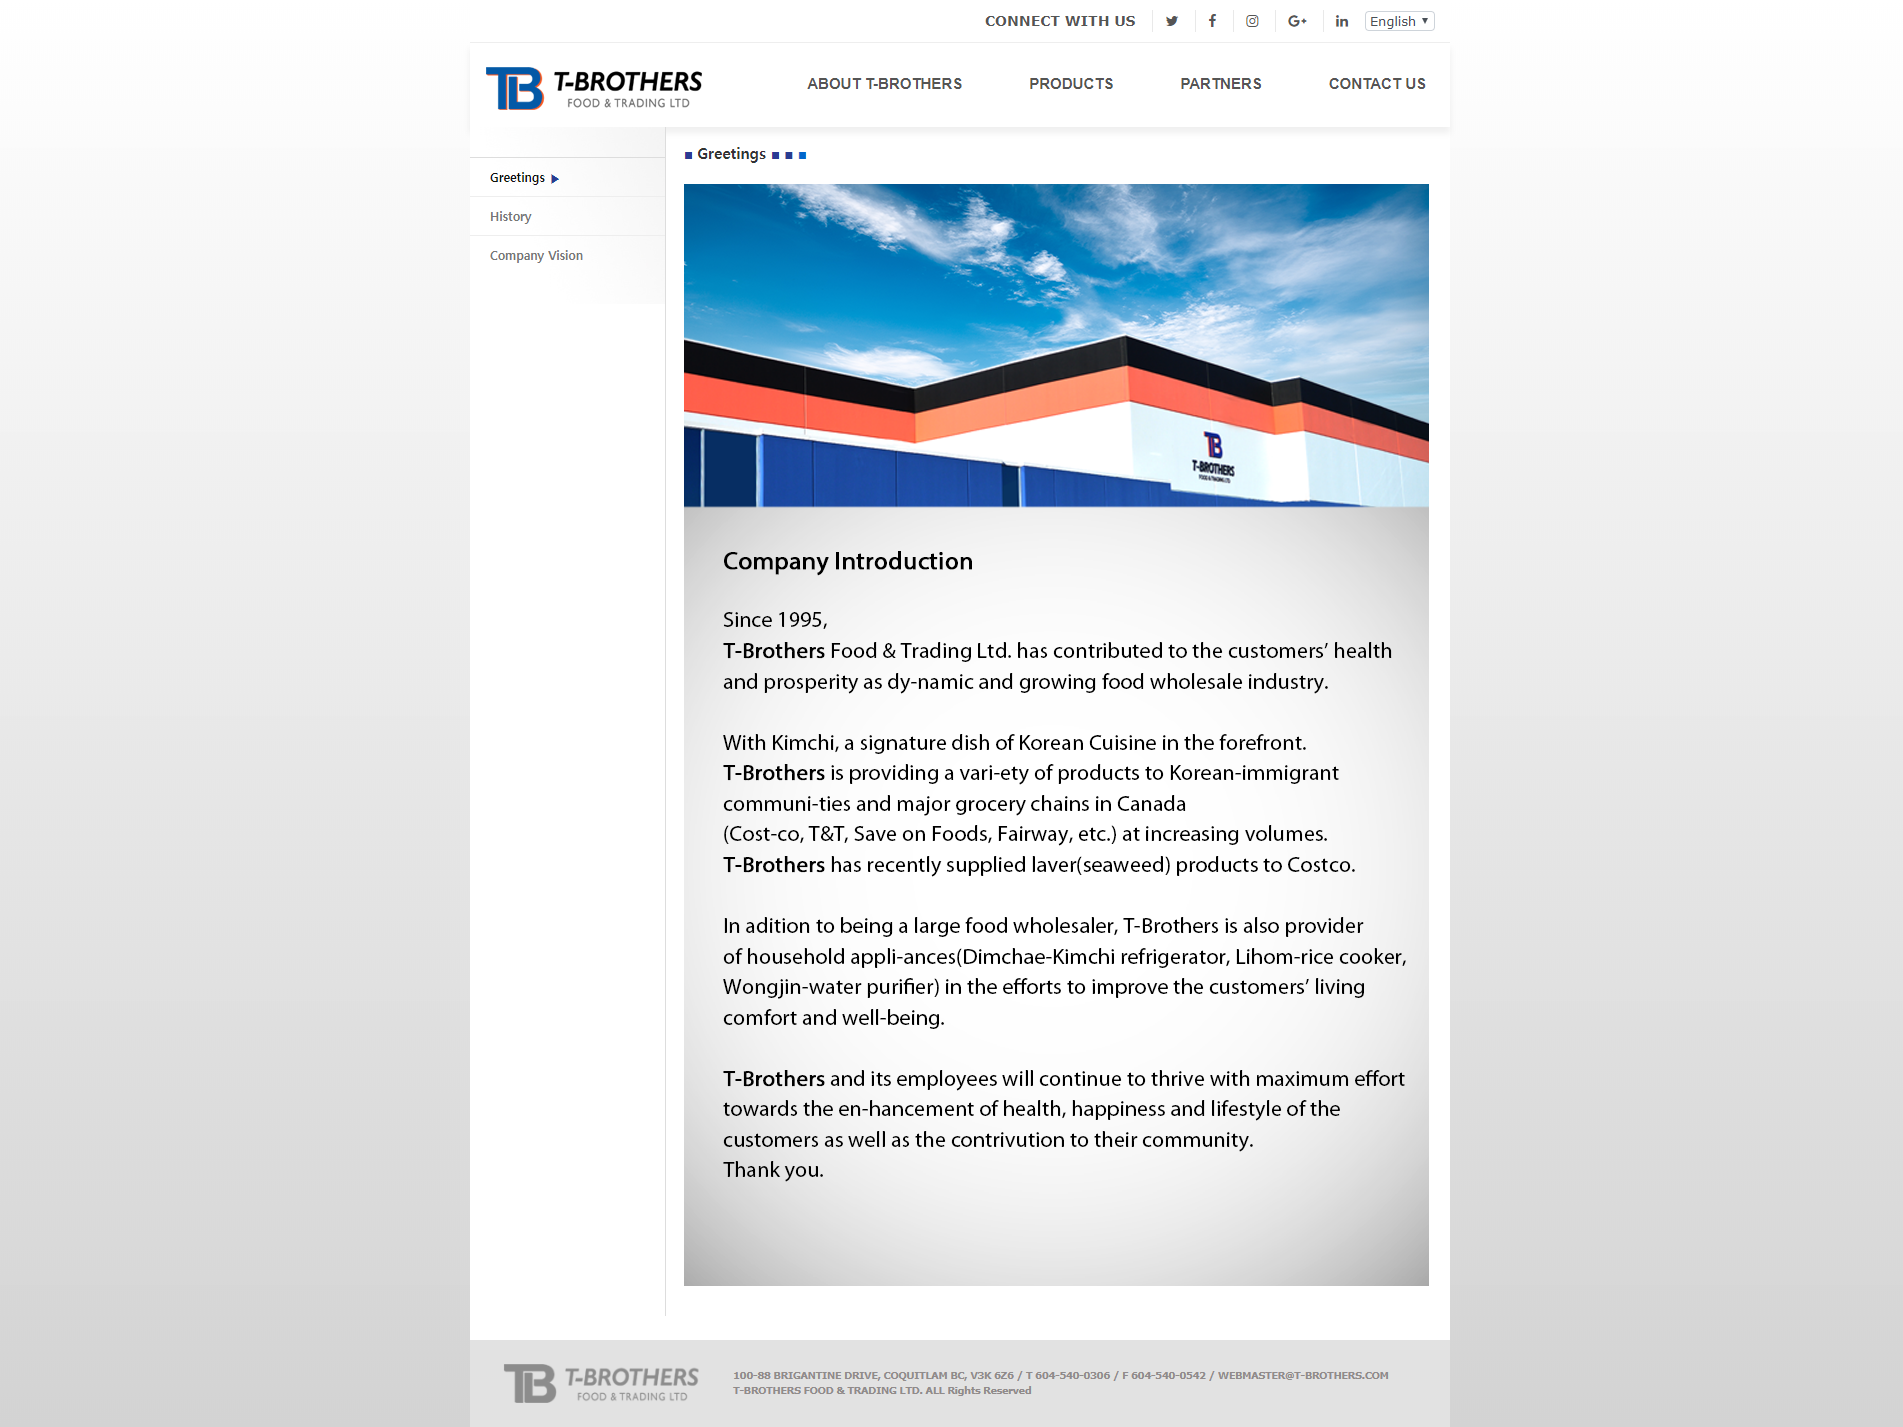 CONNECT WITH US
English
T-BROTHERS
FOOD & TRADING LTD
ABOUT T-BROTHERS
PRODUCTS
PARTNERS
CONTACT US
Greetings
History
Company Vision
Greetings
TB
T-BROTHERS
FOOD & TRADING LTD.
Company Introduction
Since 1995,
T-Brothers Food & Trading Ltd. has contributed to the customers’ health
and prosperity as dy-namic and growing food wholesale industry.
With Kimchi, a signature dish of Korean Cuisine in the forefront.
T-Brothers is providing a vari-ety of products to Korean-immigrant
communi-ties and major grocery chains in Canada
(Cost-co, T&T, Save on Foods, Fairway, etc.) at increasing volumes.
T-Brothers has recently supplied laver(seaweed) products to Costco.
In adition to being a large food wholesaler, T-Brothers is also provider
of household appli-ances(Dimchae-Kimchi refrigerator, Lihom-rice cooker,
Wongjin-water purifier) in the efforts to improve the customers’ living
comfort and well-being.
T-Brothers and its employees will continue to thrive with maximum effort
towards the en-hancement of health, happiness and lifestyle of the
customers as well as the contrivution to their community.
Thank you.
T-BROTHERS
FOOD & TRADING LTD
100-88 BRIGANTINE DRIVE, COQUITLAM BC, V3K 6Z6 / T 604-540-0306 / F 604-540-0542 / WEBMASTER@T-BROTHERS.COM
T-BROTHERS FOOD & TRADING LTD. ALL Rights Reserved